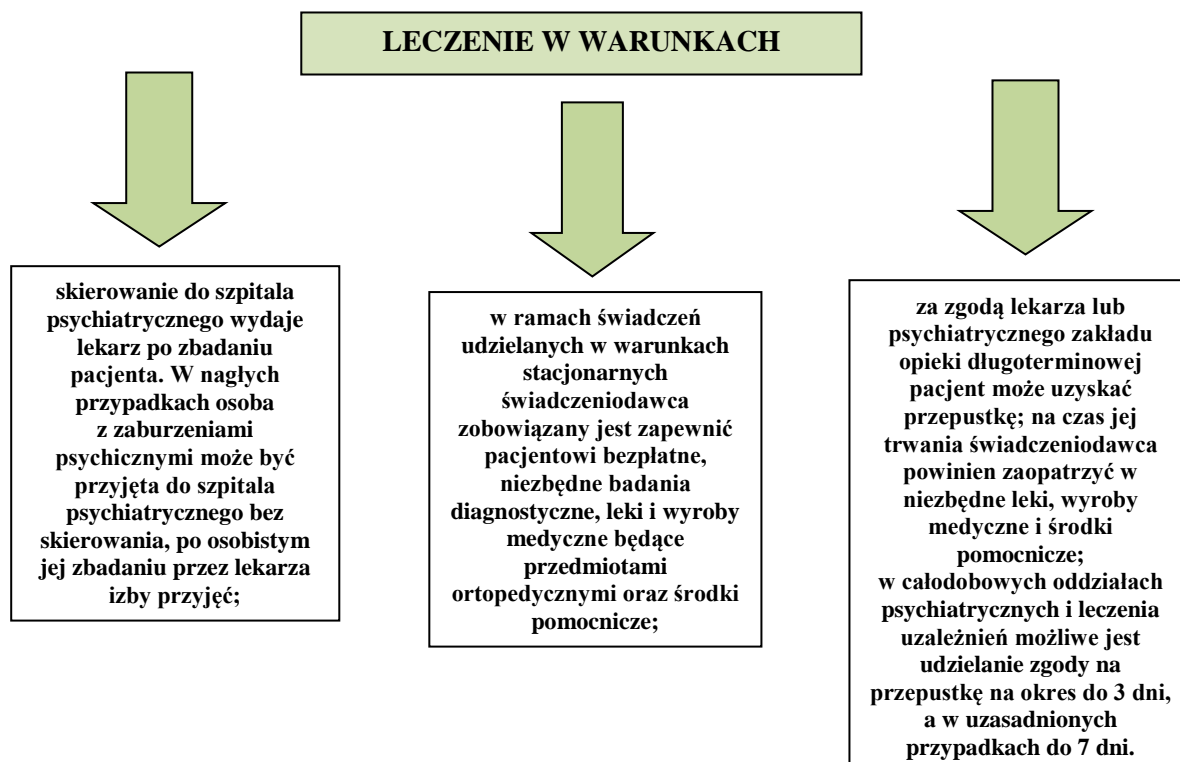 LECZENIE W WARUNKACH
skierowanie do szpitala
psychiatrycznego wydaje
lekarz po zbadaniu
pacjenta. W nagłych
przypadkach osoba
z zaburzeniami
psychicznymi może być
przyjęta do szpitala
psychiatrycznego bez
skierowania, po osobistym
jej zbadaniu przez lekarza
izby przyjęć;
w ramach świadczeń
udzielanych w warunkach
stacjonarnych
świadczeniodawca
zobowiązany jest zapewnić
pacjentowi bezpłatne,
niezbędne badania
diagnostyczne, leki i wyroby
medyczne będące
przedmiotami
ortopedycznymi oraz środki
pomocnicze;
za zgodą lekarza lub
psychiatrycznego zakładu
opieki długoterminowej
pacjent może uzyskać
przepustkę; na czas jej
trwania świadczeniodawca
powinien zaopatrzyć w
niezbędne leki, wyroby
medyczne i środki
pomocnicze;
w całodobowych oddziałach
psychiatrycznych i leczenia
uzależnień możliwe jest
udzielanie zgody na
przepustkę na okres do 3 dni,
a w uzasadnionych
przypadkach do 7 dni.